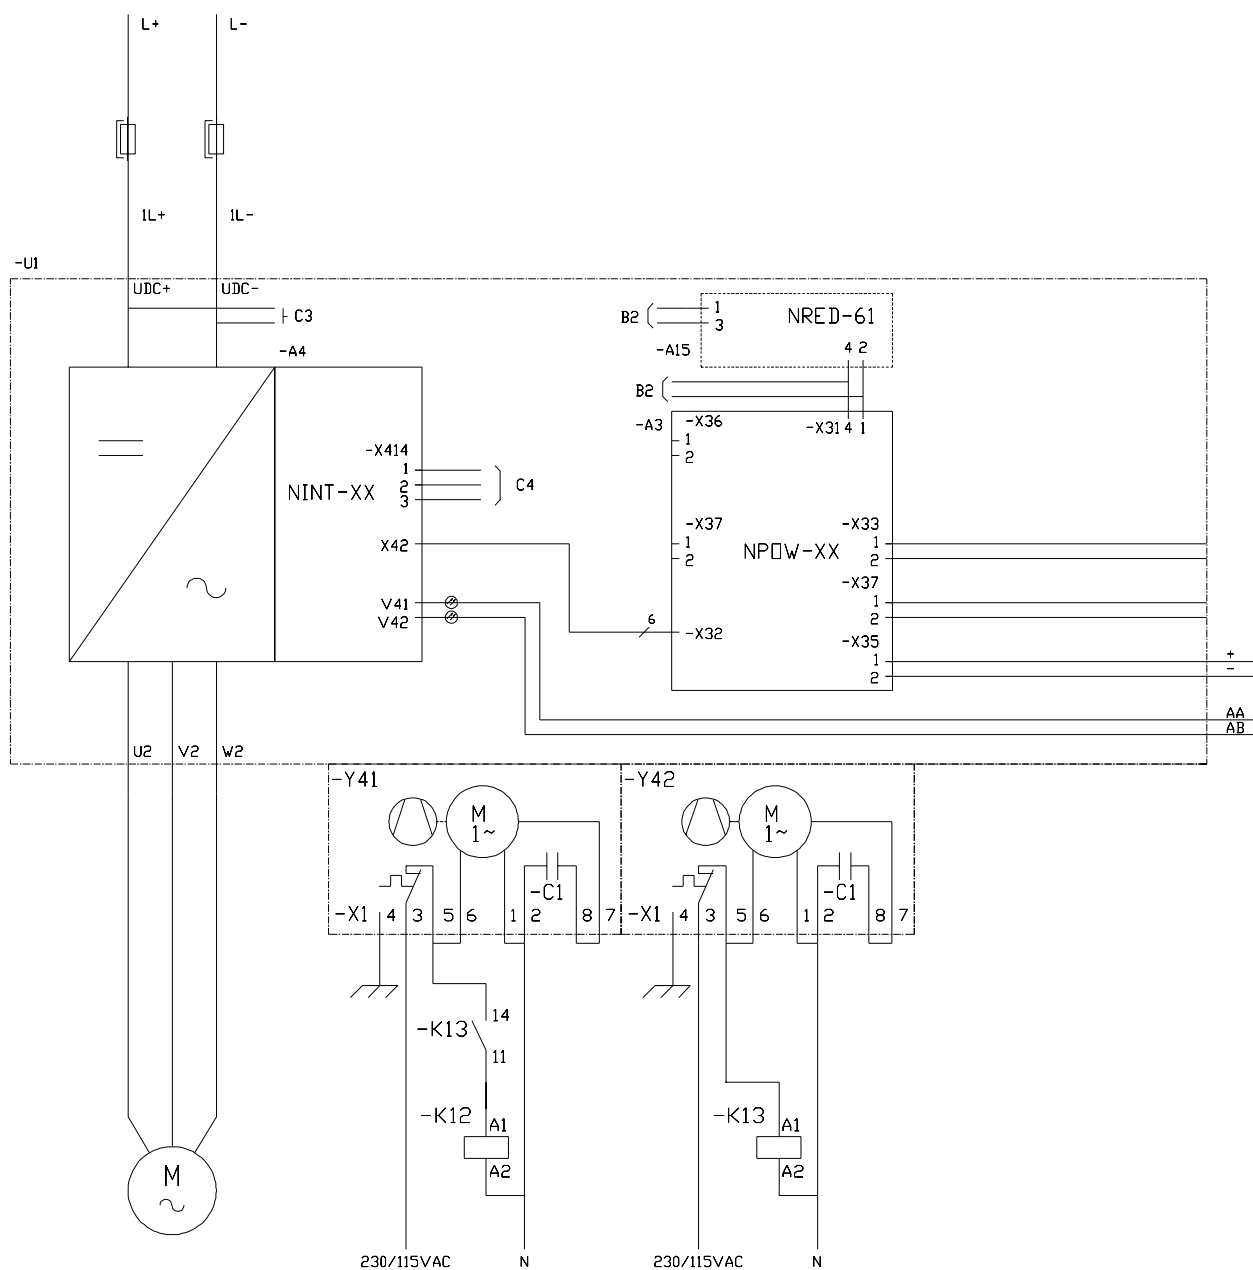 L+ L-
1L+ 1L-
-U1
UDC+ UDC-
C3
B2 1 NRED-61
3
-A4 -A15 4 2
B2
-A3 -X36 -X31 4 1
1
2
-X414
1
NINT-XX 2 C4
3
-X37 -X33
X42 1 NPOW-XX 1
2 2
-X37
V41 1
V42 6 2
-X32 -X35
1 +
2 -
AA
AB
U2 V2 W2
-Y41 -Y42
M M
1~ 1~
-C1 -C1
-X1 4 3 5 6 1 2 8 7 -X1 4 3 5 6 1 2 8 7
14
-K13
11
-K12 A1 -K13 A1
A2 A2
M
230/115VAC N 230/115VAC N